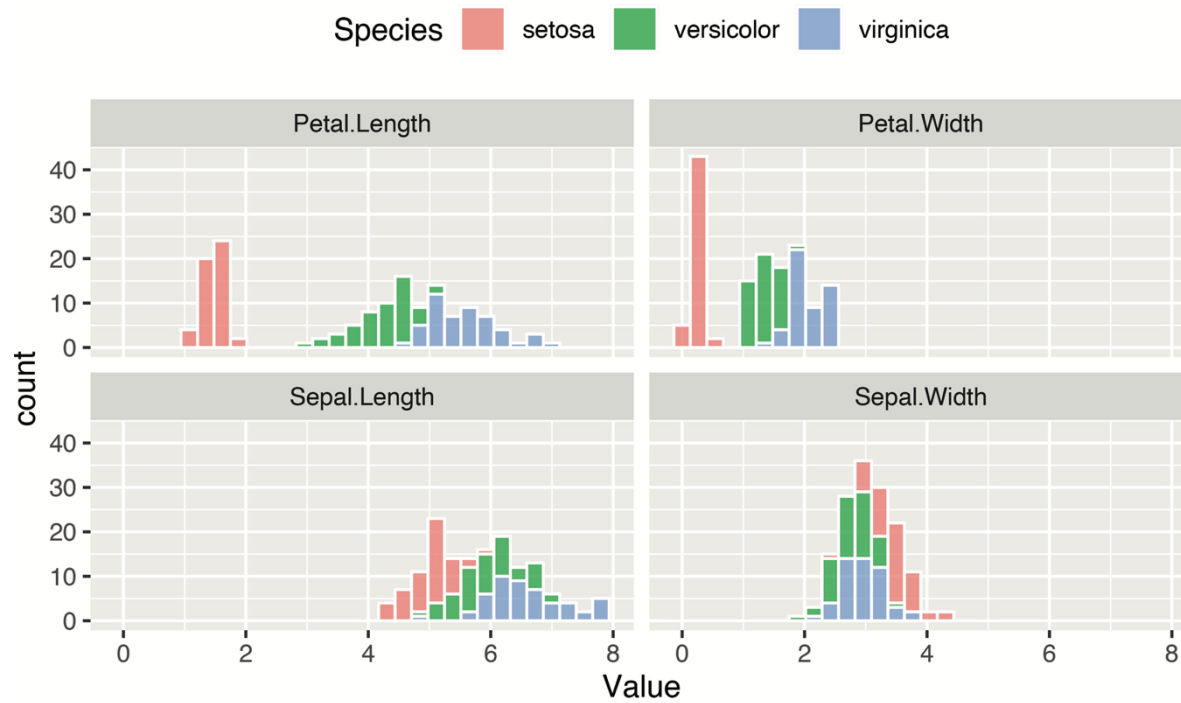 Species setosa versicolor virginica
Petal.Length Petal.Width
40
30
20
10
0
count
Sepal.Length Sepal.Width
40
30
20
10
0
0 2 4 6 8 0 2 4 6 8
Value